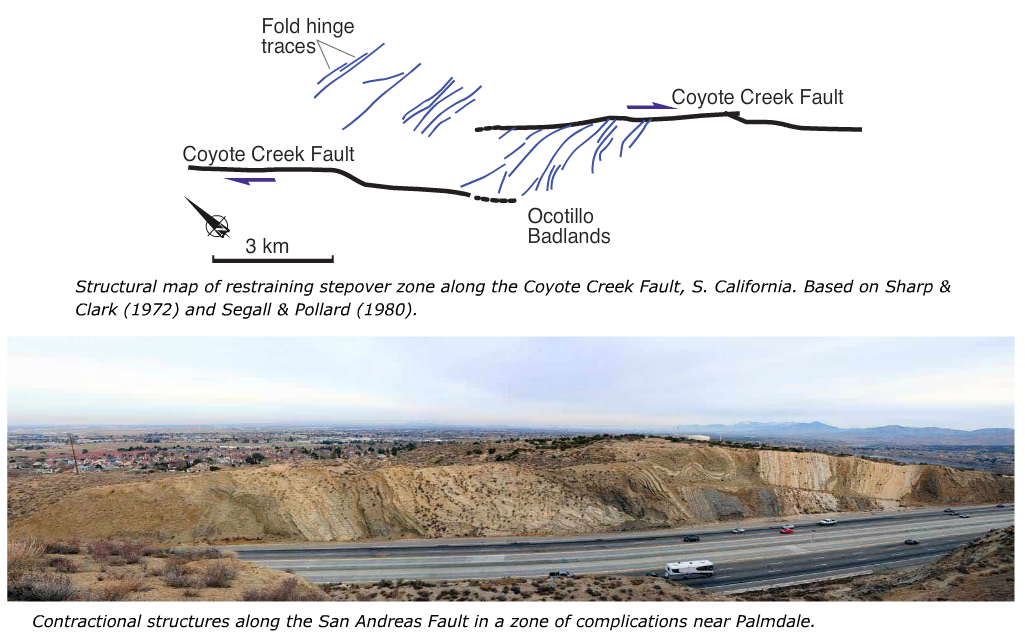 Fold hinge
traces
Coyote Creek Fault
Coyote Creek Fault
Ocotillo
Badlands
3 km
Structural map of restraining stepover zone along the Coyote Creek Fault, S. California. Based on Sharp &
Clark (1972) and Segall & Pollard (1980).
Contractional structures along the San Andreas Fault in a zone of complications near Palmdale.